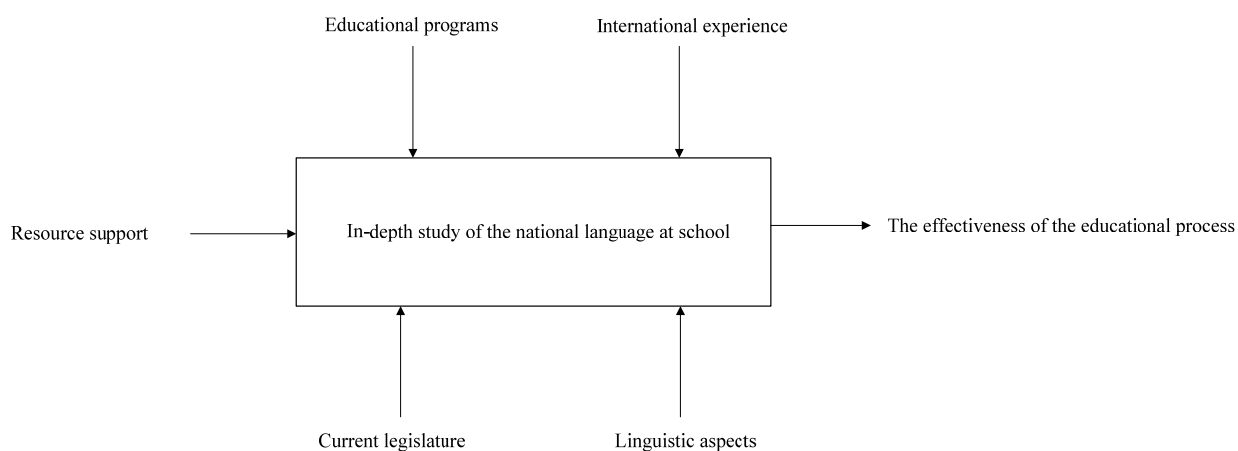 Educational programs
International experience
Resource support
In-depth study of the national language at school
The effectiveness of the educational process
Current legislature
Linguistic aspects